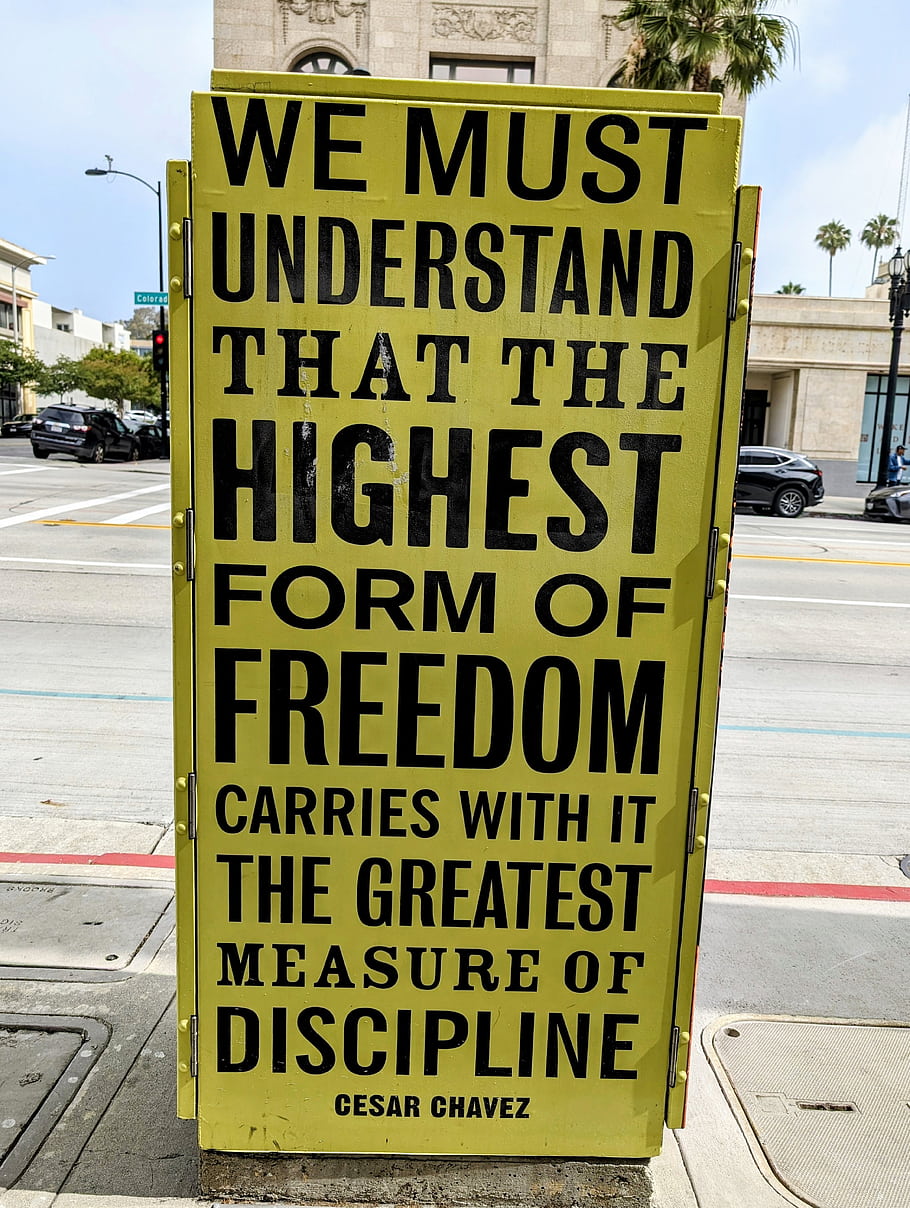 WE MUST
UNDERSTAND
THAT THE
HIGHEST
FORM OF
FREEDOM
CARRIES WITH IT
THE GREATEST
MEASURE OF
DISCIPLINE
CESAR CHAVEZ
Colorad